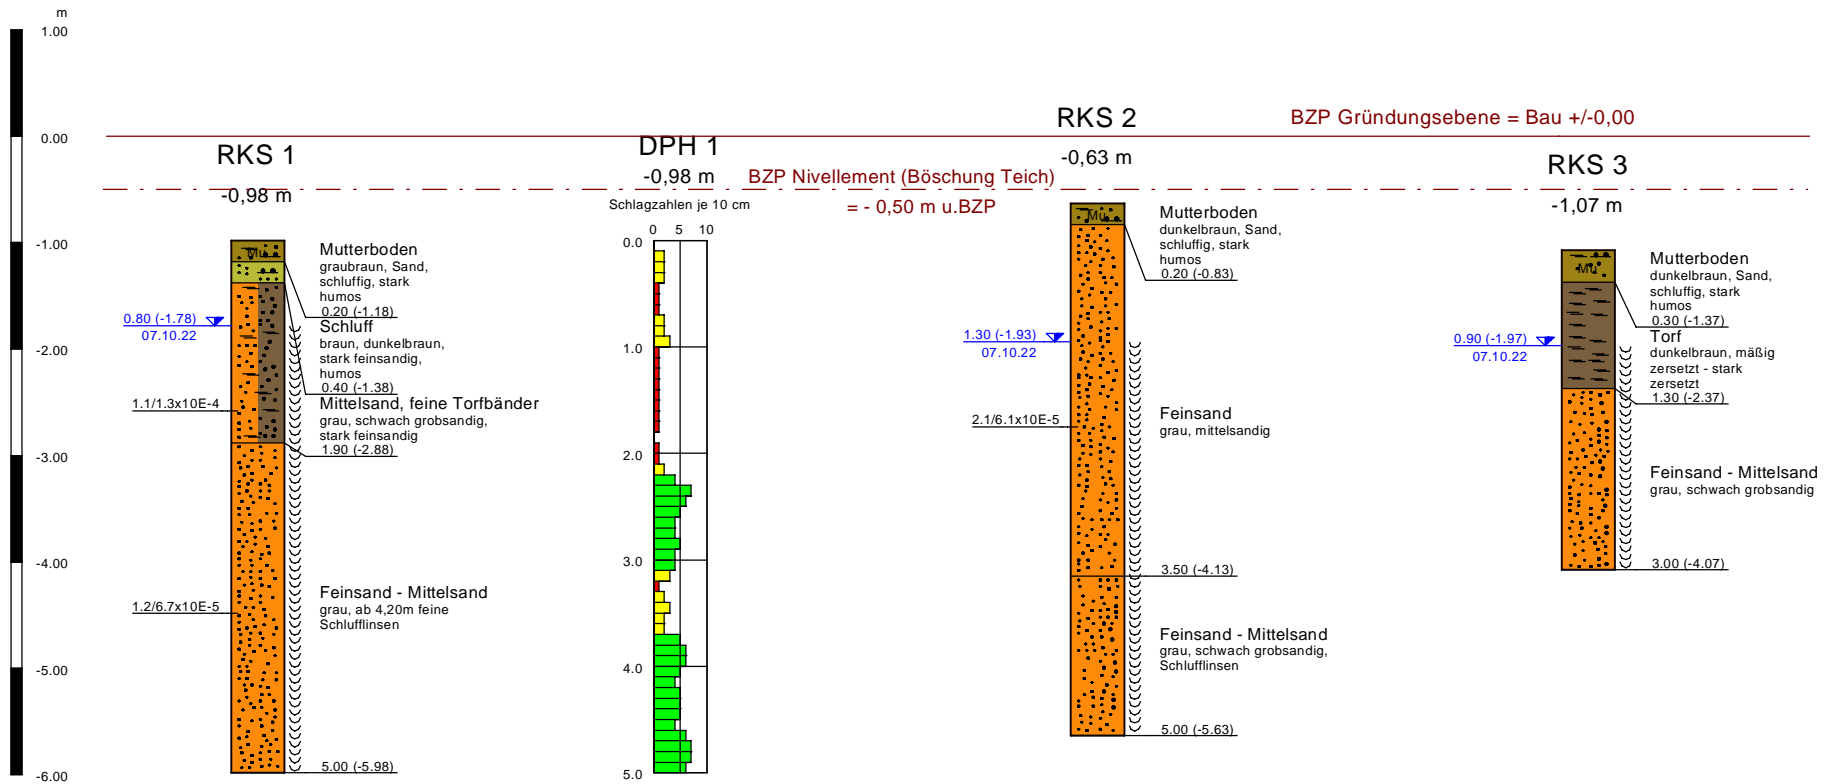 m
1.00
0.00
-1.00
-2.00
-3.00
-4.00
-5.00
-6.00
BZP Gründungsebene = Bau +/-0,00
BZP Nivellement (Böschung Teich)
= - 0,50 m u.BZP
RKS 1
-0,98 m
Mu
Mutterboden
graubraun, Sand,
schluffig, stark
humos
0.20 (-1.18)
Schluff
braun, dunkelbraun,
stark feinsandig,
humos
0.40 (-1.38)
Mittelsand, feine Torfbänder
grau, schwach grobsandig,
stark feinsandig
1.90 (-2.88)
Feinsand - Mittelsand
grau, ab 4,20m feine
Schlufflinsen
5.00 (-5.98)
0.80 (-1.78)
07.10.22
1.1/1.3x10E-4
1.2/6.7x10E-5
DPH 1
-0,98 m
Schlagzahlen je 10 cm
0 5 10
0.0
1.0
2.0
3.0
4.0
5.0
RKS 2
-0,63 m
Mu
Mutterboden
dunkelbraun, Sand,
schluffig, stark
humos
0.20 (-0.83)
1.30 (-1.93)
07.10.22
2.1/6.1x10E-5
Feinsand
grau, mittelsandig
3.50 (-4.13)
Feinsand - Mittelsand
grau, schwach grobsandig,
Schlufflinsen
5.00 (-5.63)
RKS 3
-1,07 m
Mu
Mutterboden
dunkelbraun, Sand,
schluffig, stark
humos
0.30 (-1.37)
Torf
dunkelbraun, mäßig
zersetzt - stark
zersetzt
1.30 (-2.37)
0.90 (-1.97)
07.10.22
Feinsand - Mittelsand
grau, schwach grobsandig
3.00 (-4.07)